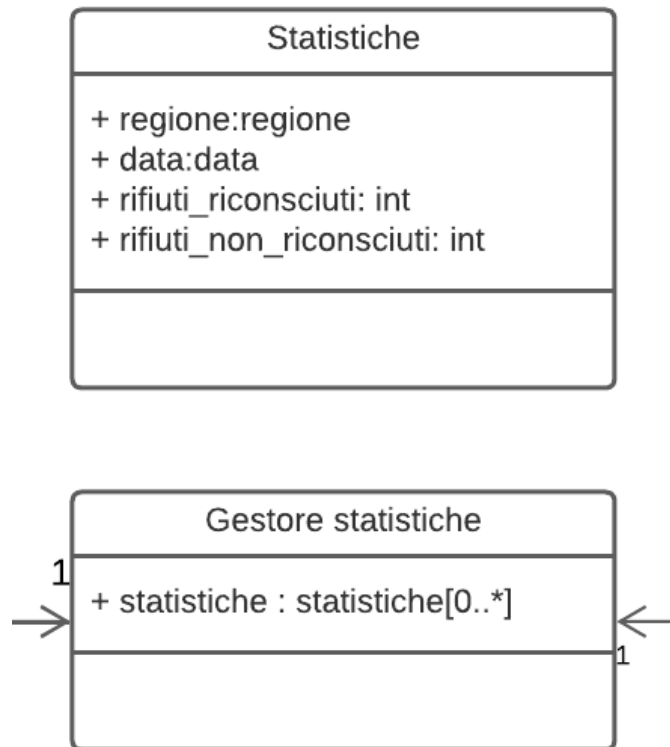 Statistiche
+ regione:regione
+ data:data
+ rifiuti_riconsciuti: int
+ rifiuti_non_riconsciuti: int
Gestore statistiche
1
+ statistiche : statistiche[0..*]
1